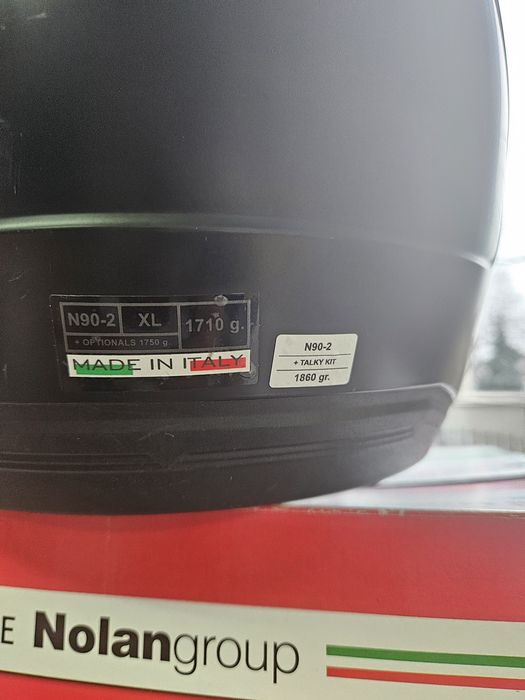 N90-2 XL 1710 g.
+ OPTIONALS 1750 g.
MADE IN ITALY
N90-2
+ TALKY KIT
1860 gr.
E Nolangroup